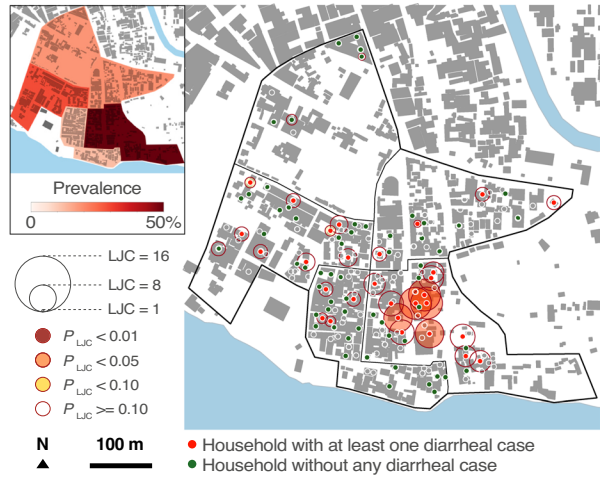 Prevalence
0 50%
LJC = 16
LJC = 8
LJC = 1
P LJC < 0.01
P LJC < 0.05
P LJC < 0.10
P LJC >= 0.10
N 100 m
Household with at least one diarrheal case
Household without any diarrheal case